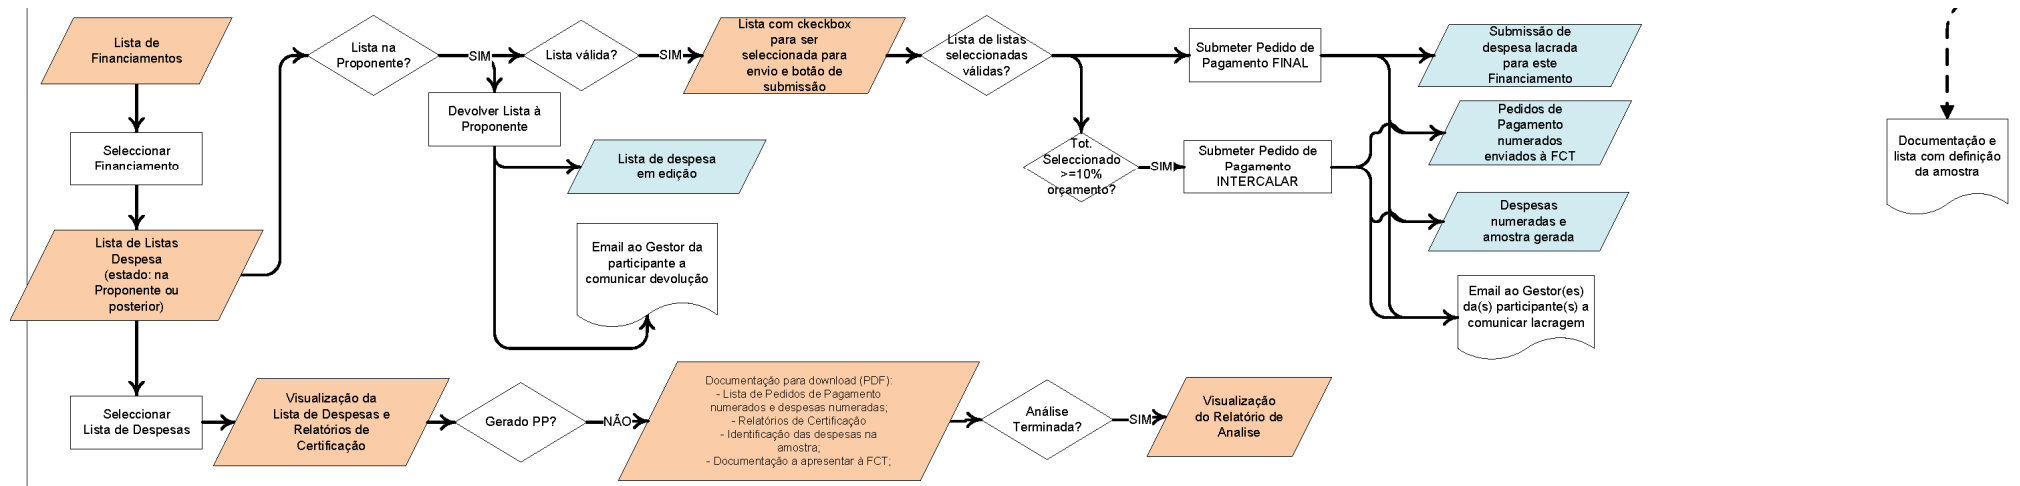 Lista de
Financiamentos
Seleccionar
Financiamento
Lista de Listas
Despesa
(estado: na
Proponente ou
posterior)
Seleccionar
Lista de Despesas
Lista na
Proponente?
SIM
Lista válida?
SIM
Devolver Lista à
Proponente
Lista de despesa
em edição
Email ao Gestor da
participante a
comunicar devolução
Lista com ckeckbox
para ser
seleccionada para
envio e botão de
submissão
Lista de listas
seleccionadas
válidas?
Submeter Pedido de
Pagamento FINAL
Tot.
Seleccionado
>=10%
orçamento?
SIM
Submeter Pedido de
Pagamento
INTERCALAR
Submissão de
despesa lacrada
para este
Financiamento
Pedidos de
Pagamento
numerados
enviados à FCT
Despesas
numeradas e
amostra gerada
Email ao Gestor(es)
da(s) participante(s) a
comunicar lacragem
Documentação e
lista com definição
da amostra
Visualização da
Lista de Despesas e
Relatórios de
Certificação
Gerado PP?
NÃO
Documentação para download (PDF):
- Lista de Pedidos de Pagamento
numerados e despesas numeradas;
- Relatórios de Certificação
- Identificação das despesas na
amostra;
- Documentação a apresentar à FCT;
Análise
Terminada?
SIM
Visualização
do Relatório de
Analise